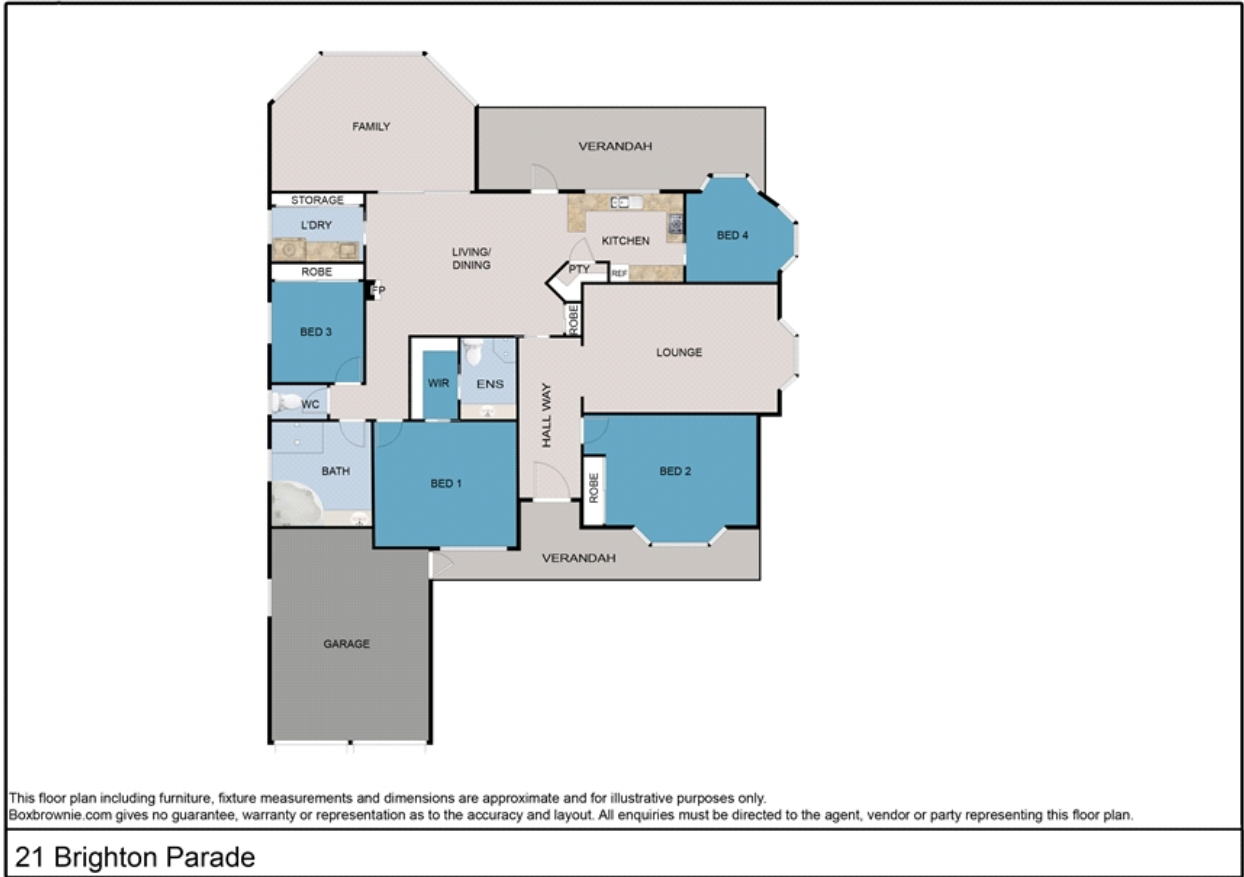 FAMILY
VERANDAH
STORAGE
L'DRY
ROBE
LIVING/
DINING
KITCHEN
BED 4
PTY
REF
FP
BED 3
ROBE
LOUNGE
WIR
ENS
HALL WAY
WC
BATH
BED 1
BED 2
ROBE
VERANDAH
GARAGE
This floor plan including furniture, fixture measurements and dimensions are approximate and for illustrative purposes only.
Boxbrownie.com gives no guarantee, warranty or representation as to the accuracy and layout. All enquiries must be directed to the agent, vendor or party representing this floor plan.
21 Brighton Parade